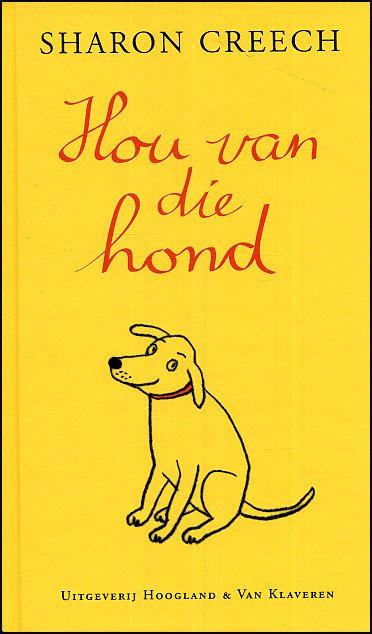 SHARON CREECH
Hou van
die
hond
UITGEVERIJ HOOGLAND & VAN KLAVEREN